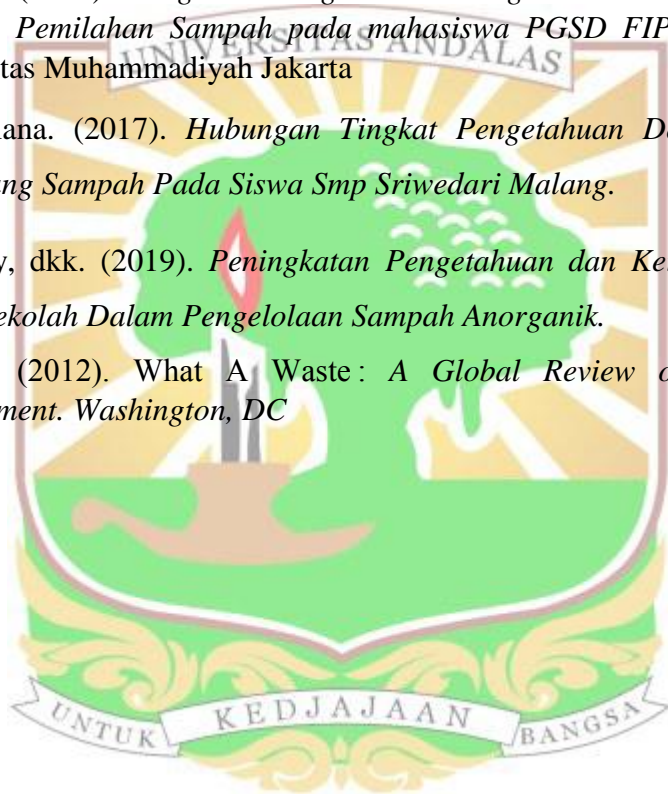 Pemilahan Sampah pada mahasiswa PGSD FIP
UNIVERSITAS ANDALAS
tas Muhammadiyah Jakarta
ana. (2017). Hubungan Tingkat Pengetahuan D
ng Sampah Pada Siswa Smp Sriwedari Malang.
y, dkk. (2019). Peningkatan Pengetahuan dan Ke
ekolah Dalam Pengelolaan Sampah Anorganik.
(2012). What A Waste : A Global Review o
ment. Washington, DC
UNTUK KEDJAJAAN BANGSA